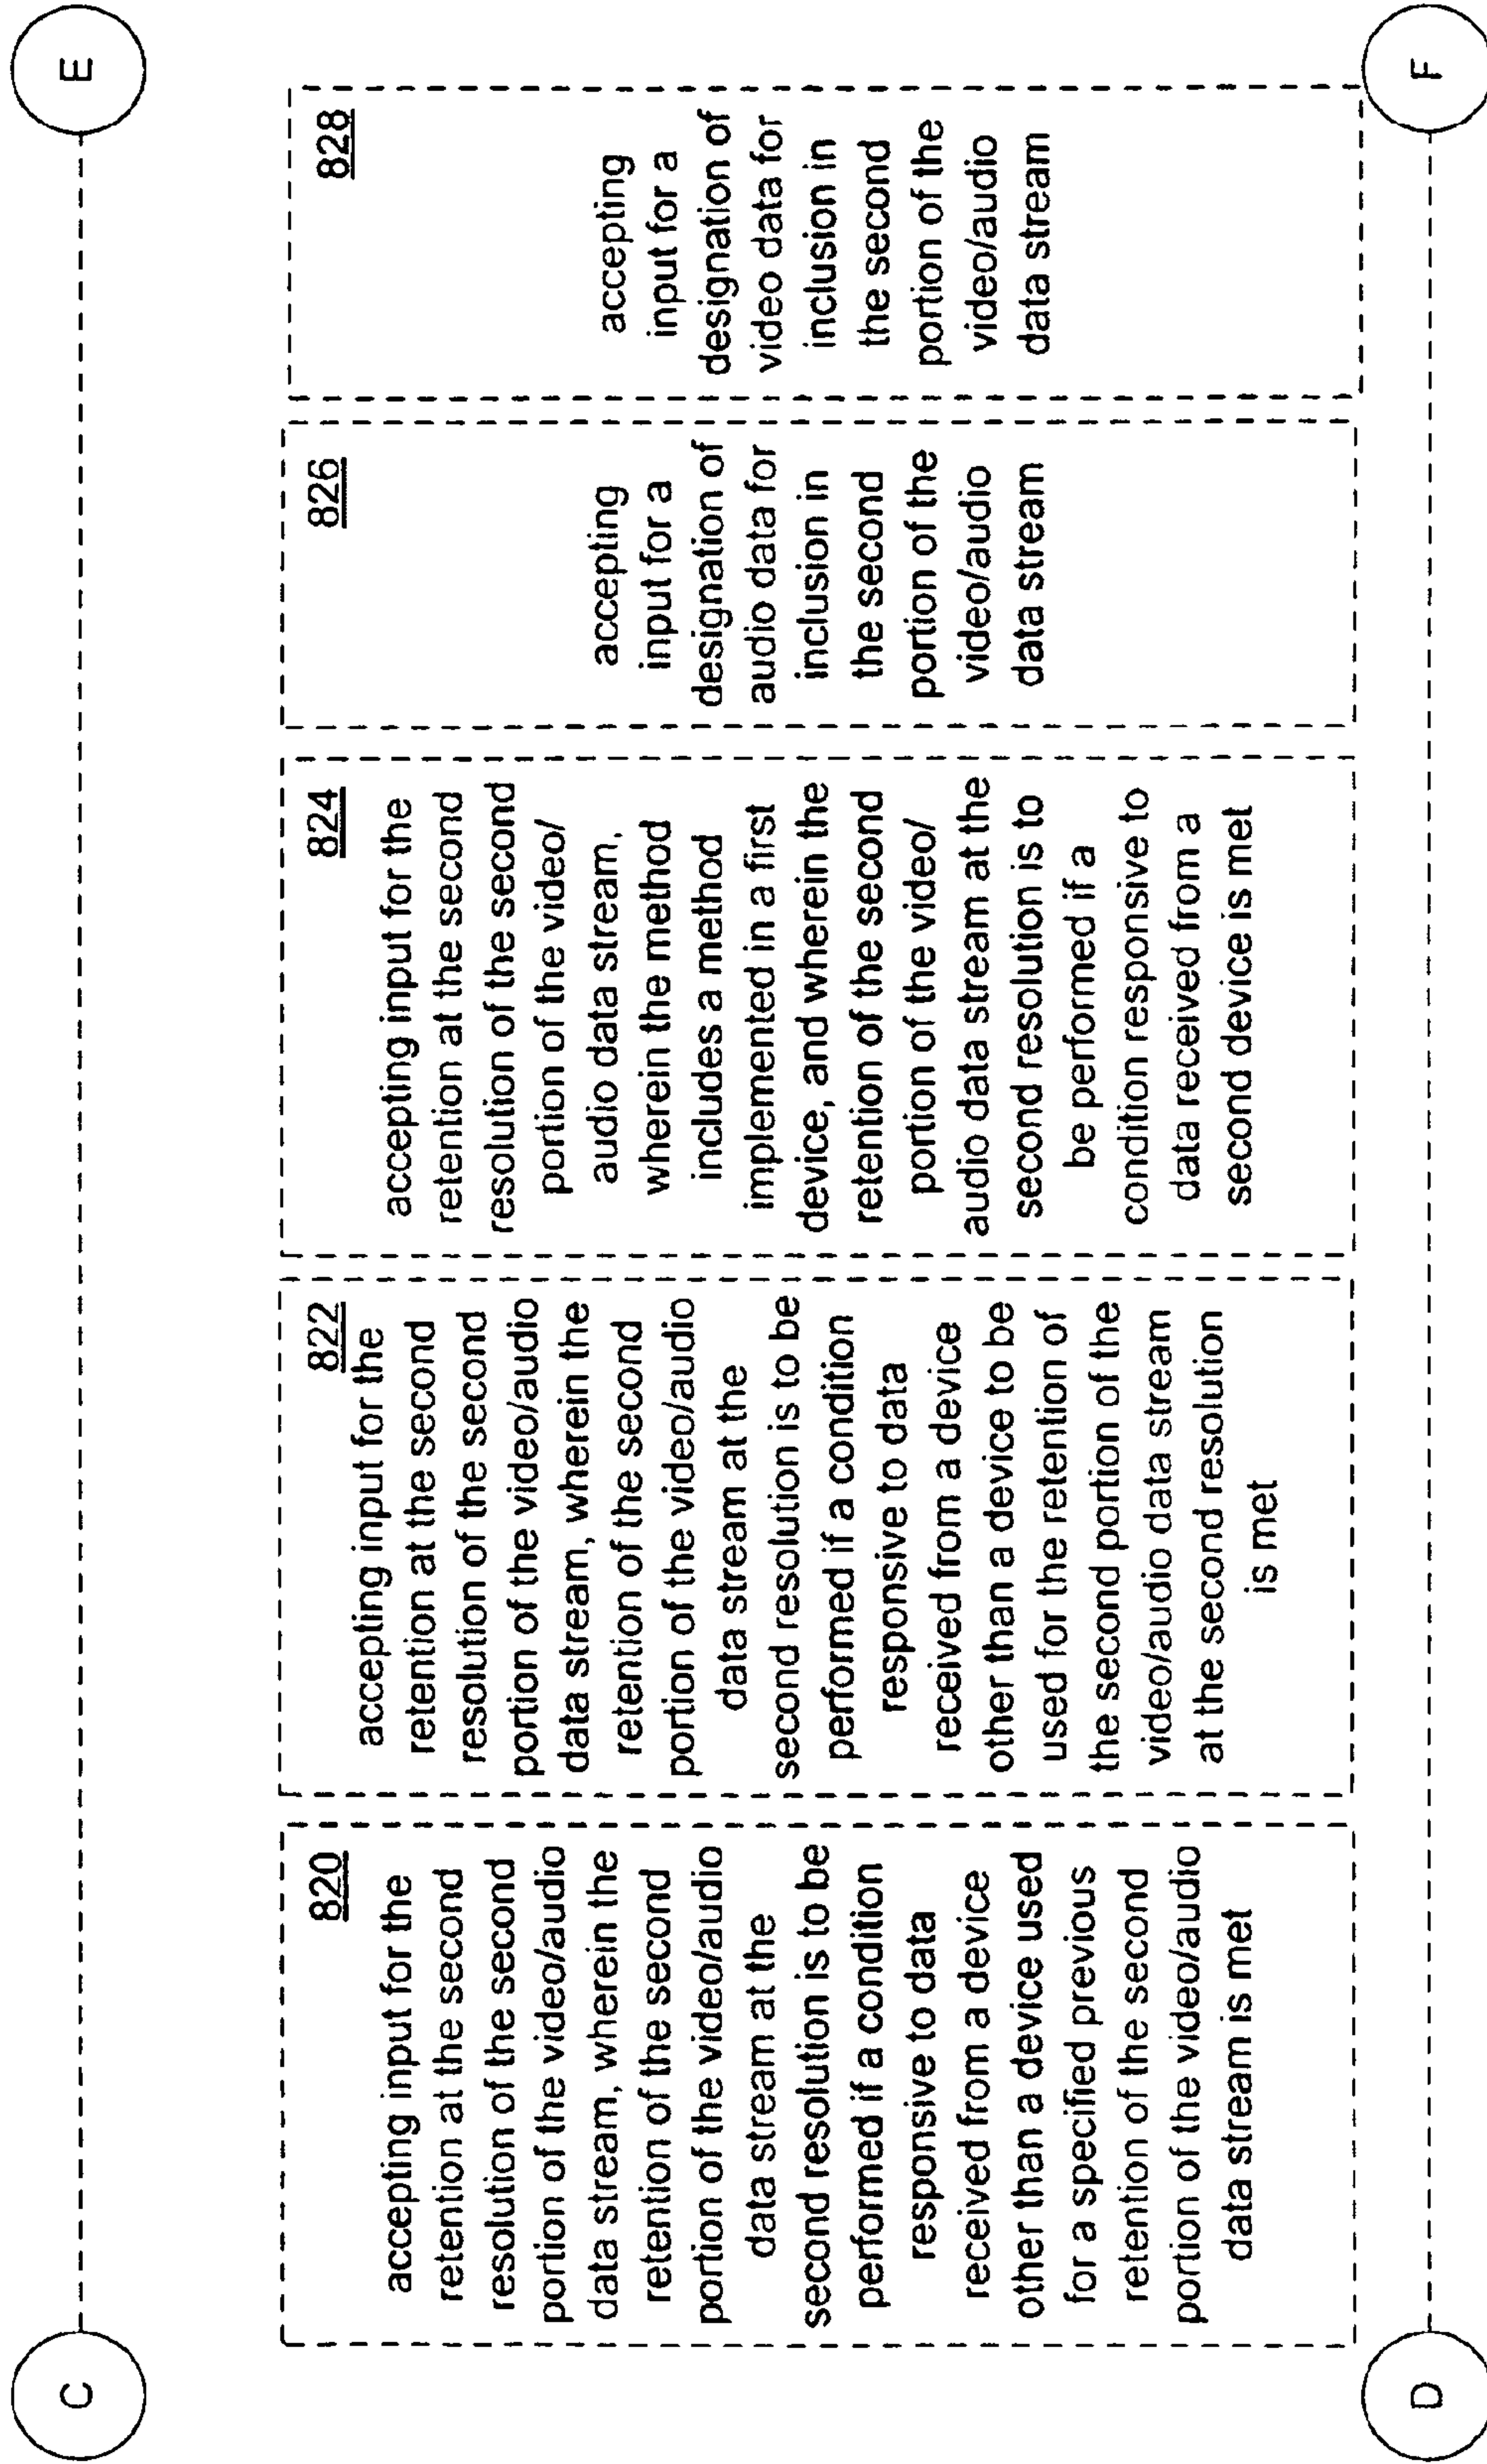 C
E
820
accepting input for the
retention at the second
resolution of the second
portion of the video/audio
data stream, wherein the
retention of the second
portion of the video/audio
data stream at the
second resolution is to be
performed if a condition
responsive to data
received from a device
other than a device used
for a specified previous
retention of the second
portion of the video/audio
data stream is met
822
accepting input for the
retention at the second
resolution of the second
portion of the video/audio
data stream, wherein the
retention of the second
portion of the video/audio
data stream at the
second resolution is to be
performed if a condition
responsive to data
received from a device
other than a device to be
used for the retention of
the second portion of the
video/audio data stream
at the second resolution
is met
824
accepting input for the
retention at the second
resolution of the second
portion of the video/
audio data stream,
wherein the method
includes a method
implemented in a first
device, and wherein the
retention of the second
portion of the video/
audio data stream at the
second resolution is to
be performed if a
condition responsive to
data received from a
second device is met
826
accepting
input for a
designation of
audio data for
inclusion in
the second
portion of the
video/audio
data stream
828
accepting
input for a
designation of
video data for
inclusion in
the second
portion of the
video/audio
data stream
D
F